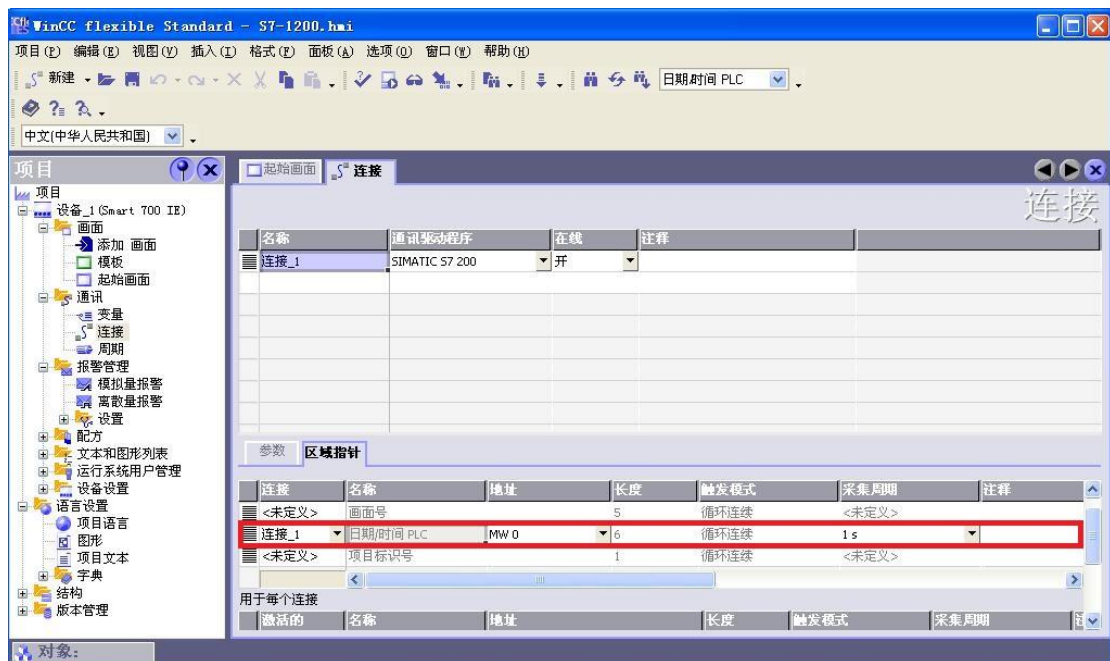 WinCC flexible Standard - S7-1200.hmi
项目(P) 编辑(E) 视图(V) 插入(I) 格式(F) 面板(A) 选项(O) 窗口(W) 帮助(H)
新建 日期/时间 PLC
中文(中华人民共和国)
项目 起始画面 连接
项目
设备_1(Smart 700 IE) 连接
画面
添加 画面 名称 通讯驱动程序 在线 注释
模板 连接_1 SIMATIC S7 200 开
起始画面
通讯
变量
连接
周期
报警管理
模拟量报警
离散量报警
设置
配方
文本和图形列表 参数 区域指针
运行系统用户管理
设备设置 连接 名称 地址 长度 触发模式 采集周期 注释
语言设置 <未定义> 画面号 5 循环连续 <未定义>
项目语言 连接_1 日期/时间 PLC MW 0 6 循环连续 1 s
图形
项目文本 <未定义> 项目标识号 1 循环连续 <未定义>
字典
结构 用于每个连接
版本管理 激活的 名称 地址 长度 触发模式 采集周期
对象: